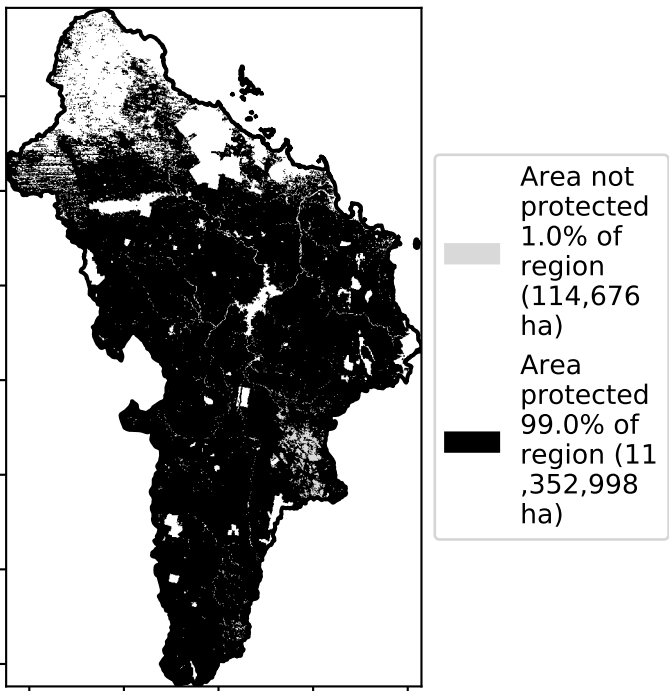 Area not
protected
1.0% of
region
(114,676
ha)
Area
protected
99.0% of
region (11
,352,998
ha)